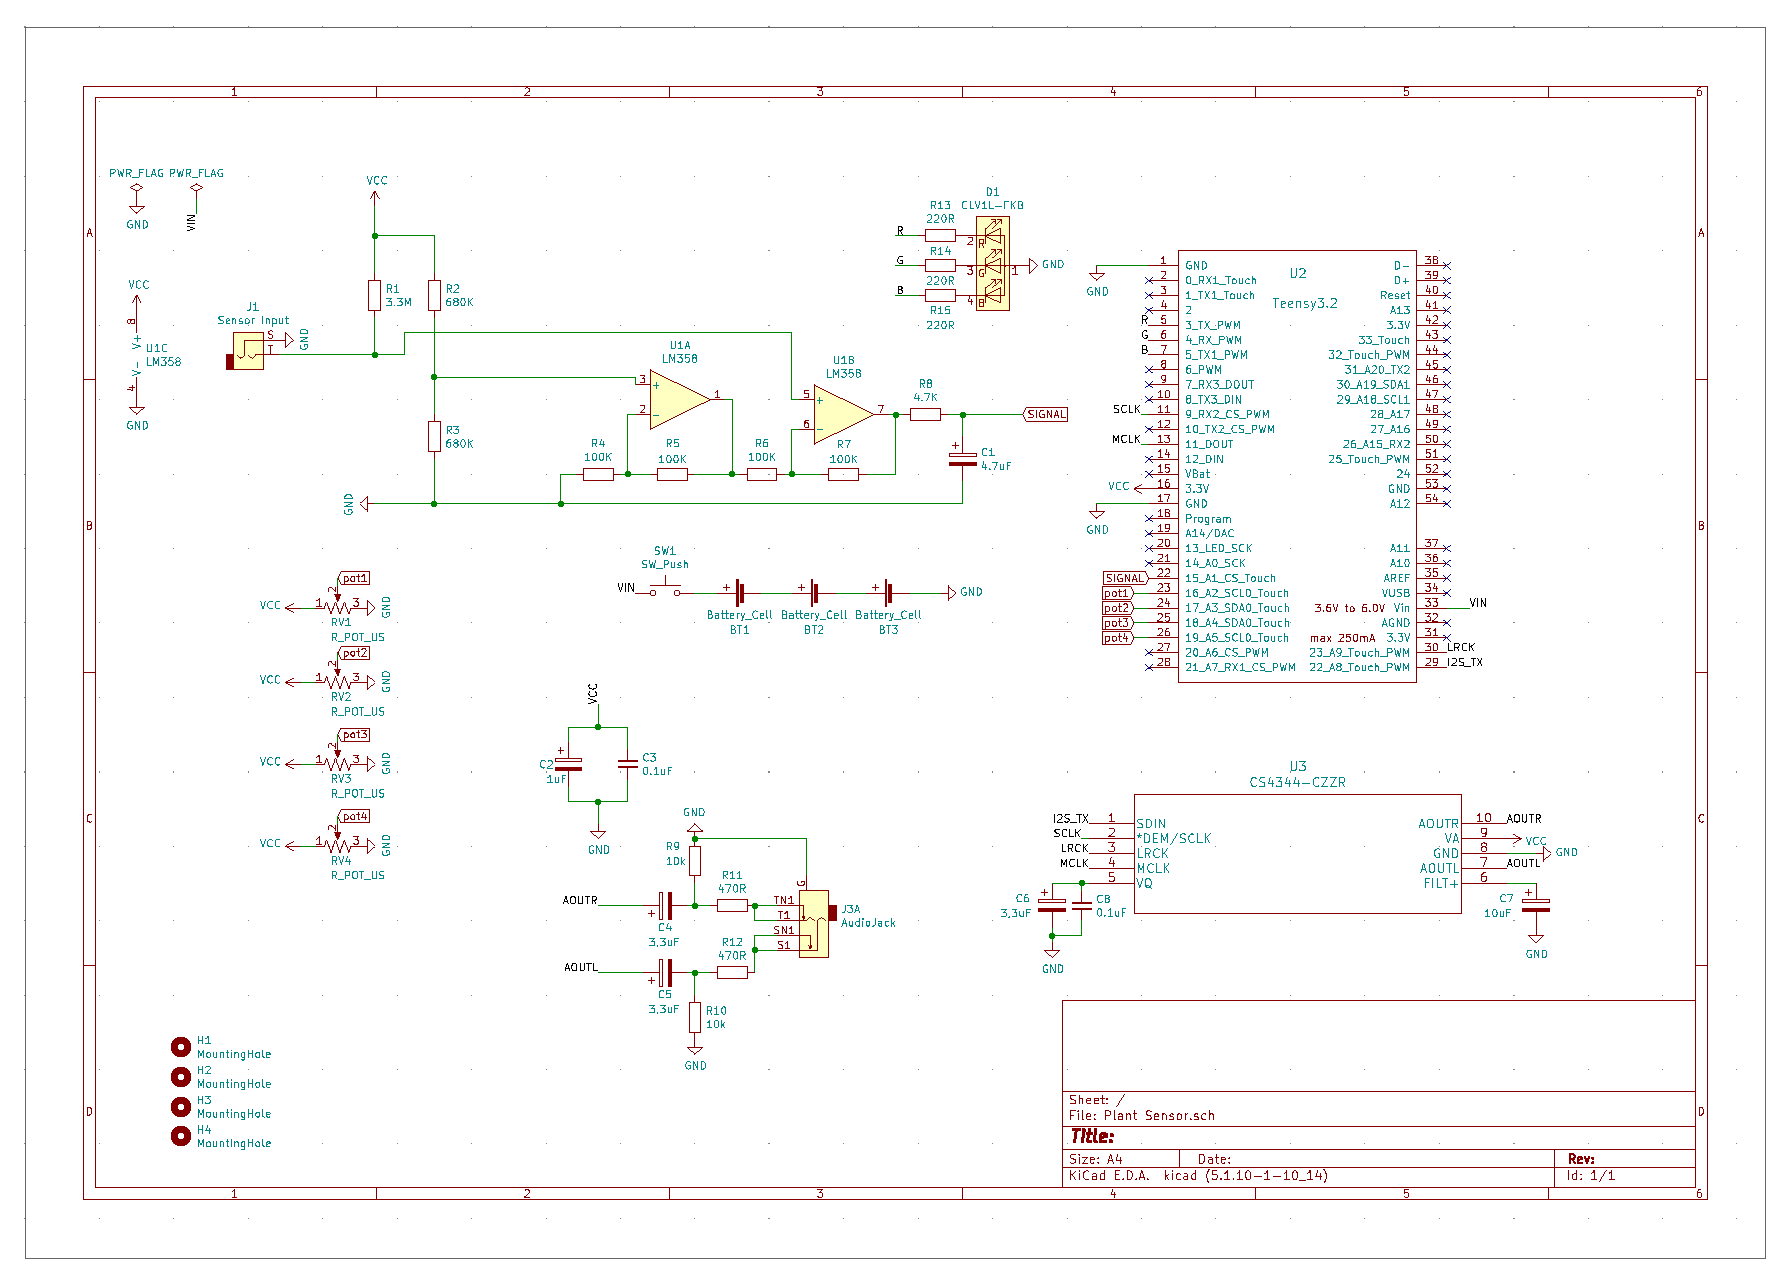 1 2 3 4 5 6
A
B
C
D
PWR_FLAG PWR_FLAG
GND
VIN
VCC
8
V+
U1C
LM358
V-
4
GND
J1
Sensor Input
S
T
GND
VCC
R1
3.3M
R2
680K
R3
680K
GND
U1A
LM358
3
+
2
-
1
U1B
LM358
5
+
6
-
7
R4
100K
R5
100K
R6
100K
R7
100K
R8
4.7K
SIGNAL
+
C1
4.7uF
D1
CLV1L-FKB
R13
220R
R
2
R
R14
220R
G
3
G
1
GND
B
4
B
R15
220R
U2
Teensy3.2
1 GND
2 0_RX1_Touch
3 1_TX1_Touch
4 2
R 5 3_TX_PWM
G 6 4_RX_PWM
B 7 5_TX1_PWM
8 6_PWM
9 7_RX3_DOUT
10 8_TX3_DIN
SCLK 11 9_RX2_CS_PWM
12 10_TX2_CS_PWM
MCLK 13 11_DOUT
14 12_DIN
15 VBat
VCC 16 3.3V
17 GND
18 Program
19 A14/DAC
20 13_LED_SCK
21 14_A0_SCK
SIGNAL 22 15_A1_CS_Touch
pot1 23 16_A2_SCL0_Touch
pot2 24 17_A3_SDA0_Touch
pot3 25 18_A4_SDA0_Touch
pot4 26 19_A5_SCL0_Touch
27 20_A6_CS_PWM
28 21_A7_RX1_CS_PWM
GND
GND
D- 38
D+ 39
Reset 40
A13 41
3.3V 42
33_Touch 43
32_Touch_PWM 44
31_A20_TX2 45
30_A19_SDA1 46
29_A18_SCL1 47
28_A17 48
27_A16 49
26_A15_RX2 50
25_Touch_PWM 51
24 52
GND 53
A12 54
A11 37
A10 36
AREF 35
VUSB 34
3.6V to 6.0V Vin 33 VIN
AGND 32
max 250mA 3.3V 31
23_A9_Touch_PWM 30 LRCK
22_A8_Touch_PWM 29 I2S_TX
SW1
SW_Push
VIN
+ + +
GND
Battery_Cell Battery_Cell Battery_Cell
BT1 BT2 BT3
pot1
VCC 1 2 3 GND
RV1
R_POT_US
pot2
VCC 1 2 3 GND
RV2
R_POT_US
pot3
VCC 1 2 3 GND
RV3
R_POT_US
pot4
VCC 1 2 3 GND
RV4
R_POT_US
VCC
+
C2
1uF
C3
0.1uF
GND
GND
R9
10k
R11
470R
AOUTR
+
C4
3.3uF
G
TN1
T1
SN1
S1
J3A
AudioJack
R12
470R
AOUTL
+
C5
3.3uF
R10
10k
GND
U3
CS4344-CZZR
I2S_TX 1 SDIN
SCLK 2 *DEM/SCLK
LRCK 3 LRCK
MCLK 4 MCLK
5 VQ
AOUTR 10 AOUTR
VA 9 VCC
GND 8 GND
AOUTL 7 AOUTL
FILT+ 6
C6
+
3.3uF
C8
0.1uF
GND
C7
+
10uF
GND
H1
MountingHole
H2
MountingHole
H3
MountingHole
H4
MountingHole
Sheet: /
File: Plant Sensor.sch
Title:
Size: A4 Date: Rev:
KiCad E.D.A. kicad (5.1.10-1-10_14) Id: 1/1
A
B
C
D
1 2 3 4 5 6